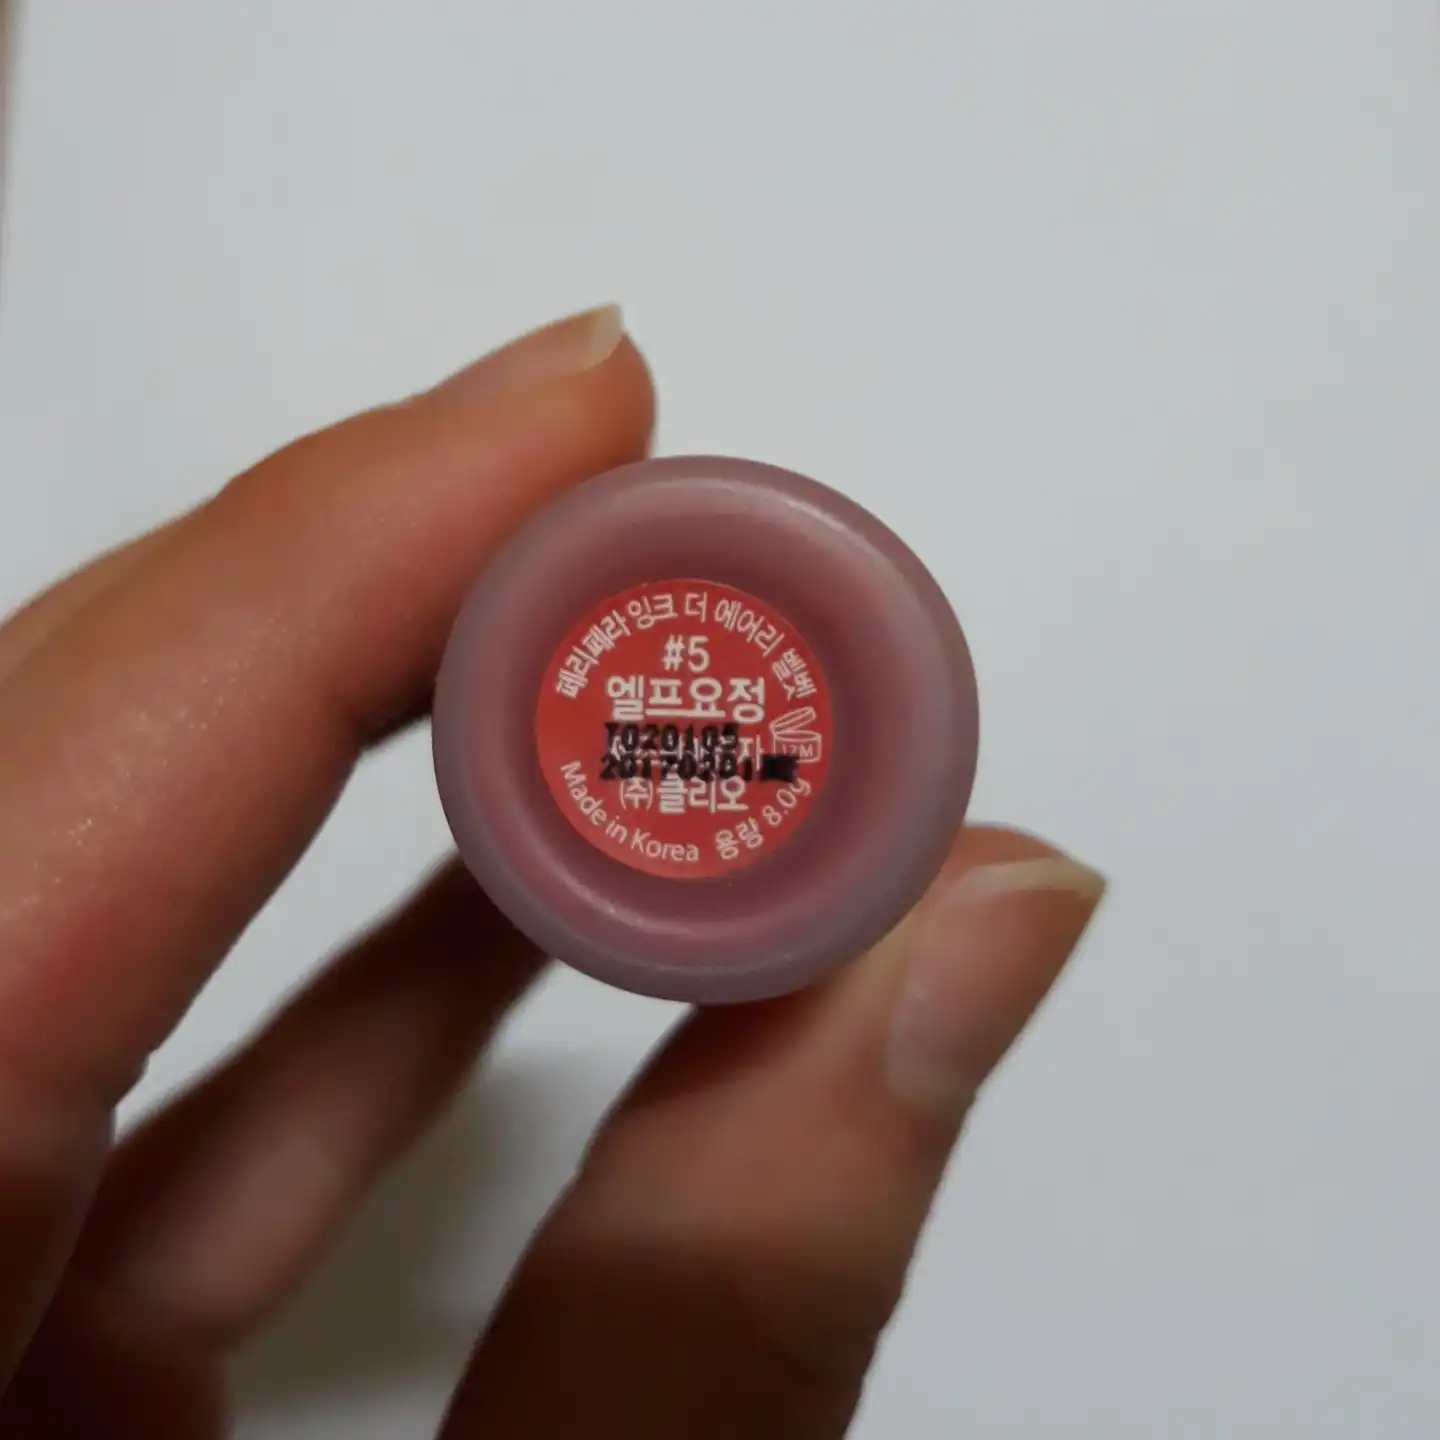 페리페라 잉크 더 에어리 벨벳
#5
엘프요정
12M
T020105
20170201
㈜클리오
Made in Korea 용량 8.0g